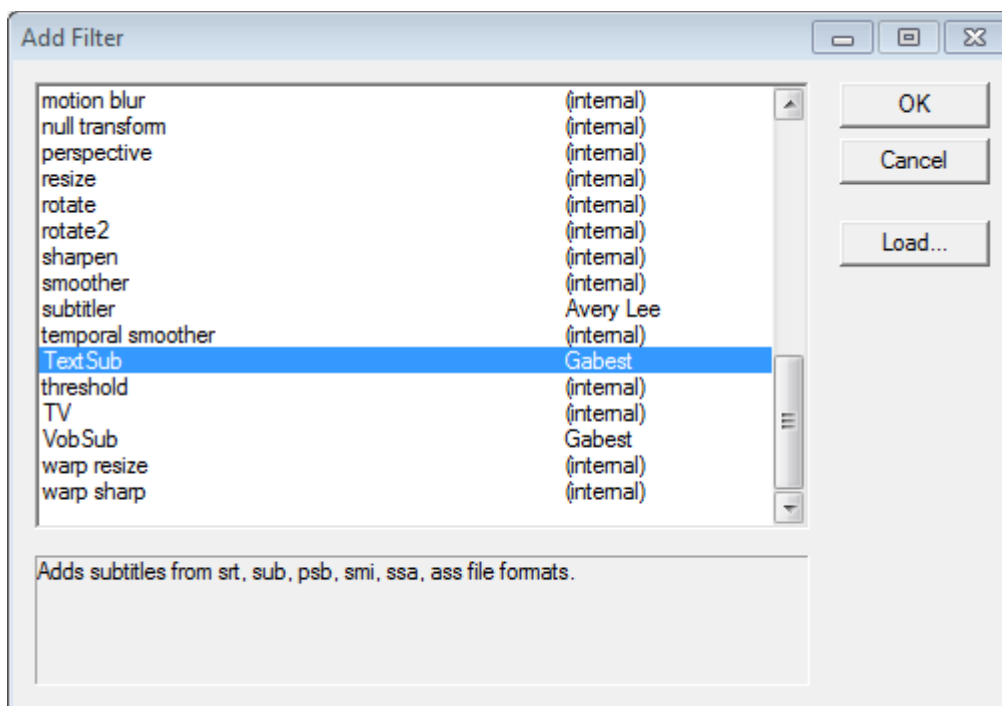 Add Filter
motion blur (internal)
null transform (internal)
perspective (internal)
resize (internal)
rotate (internal)
rotate2 (internal)
sharpen (internal)
smoother (internal)
subtitler Avery Lee
temporal smoother (internal)
TextSub Gabest
threshold (internal)
TV (internal)
VobSub Gabest
warp resize (internal)
warp sharp (internal)
OK
Cancel
Load...
Adds subtitles from srt, sub, psb, smi, ssa, ass file formats.